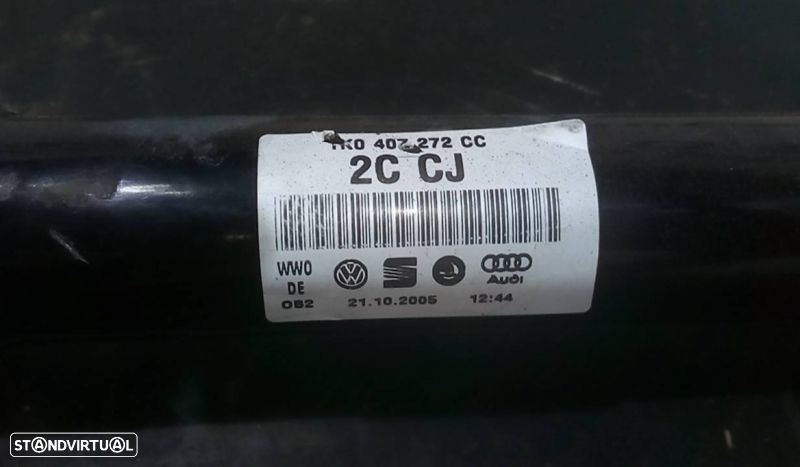 1K0 407 272 CC
2C CJ
WWO
DE
OB2
Audi
21.10.2005 12:44
STANDVIRTUAL